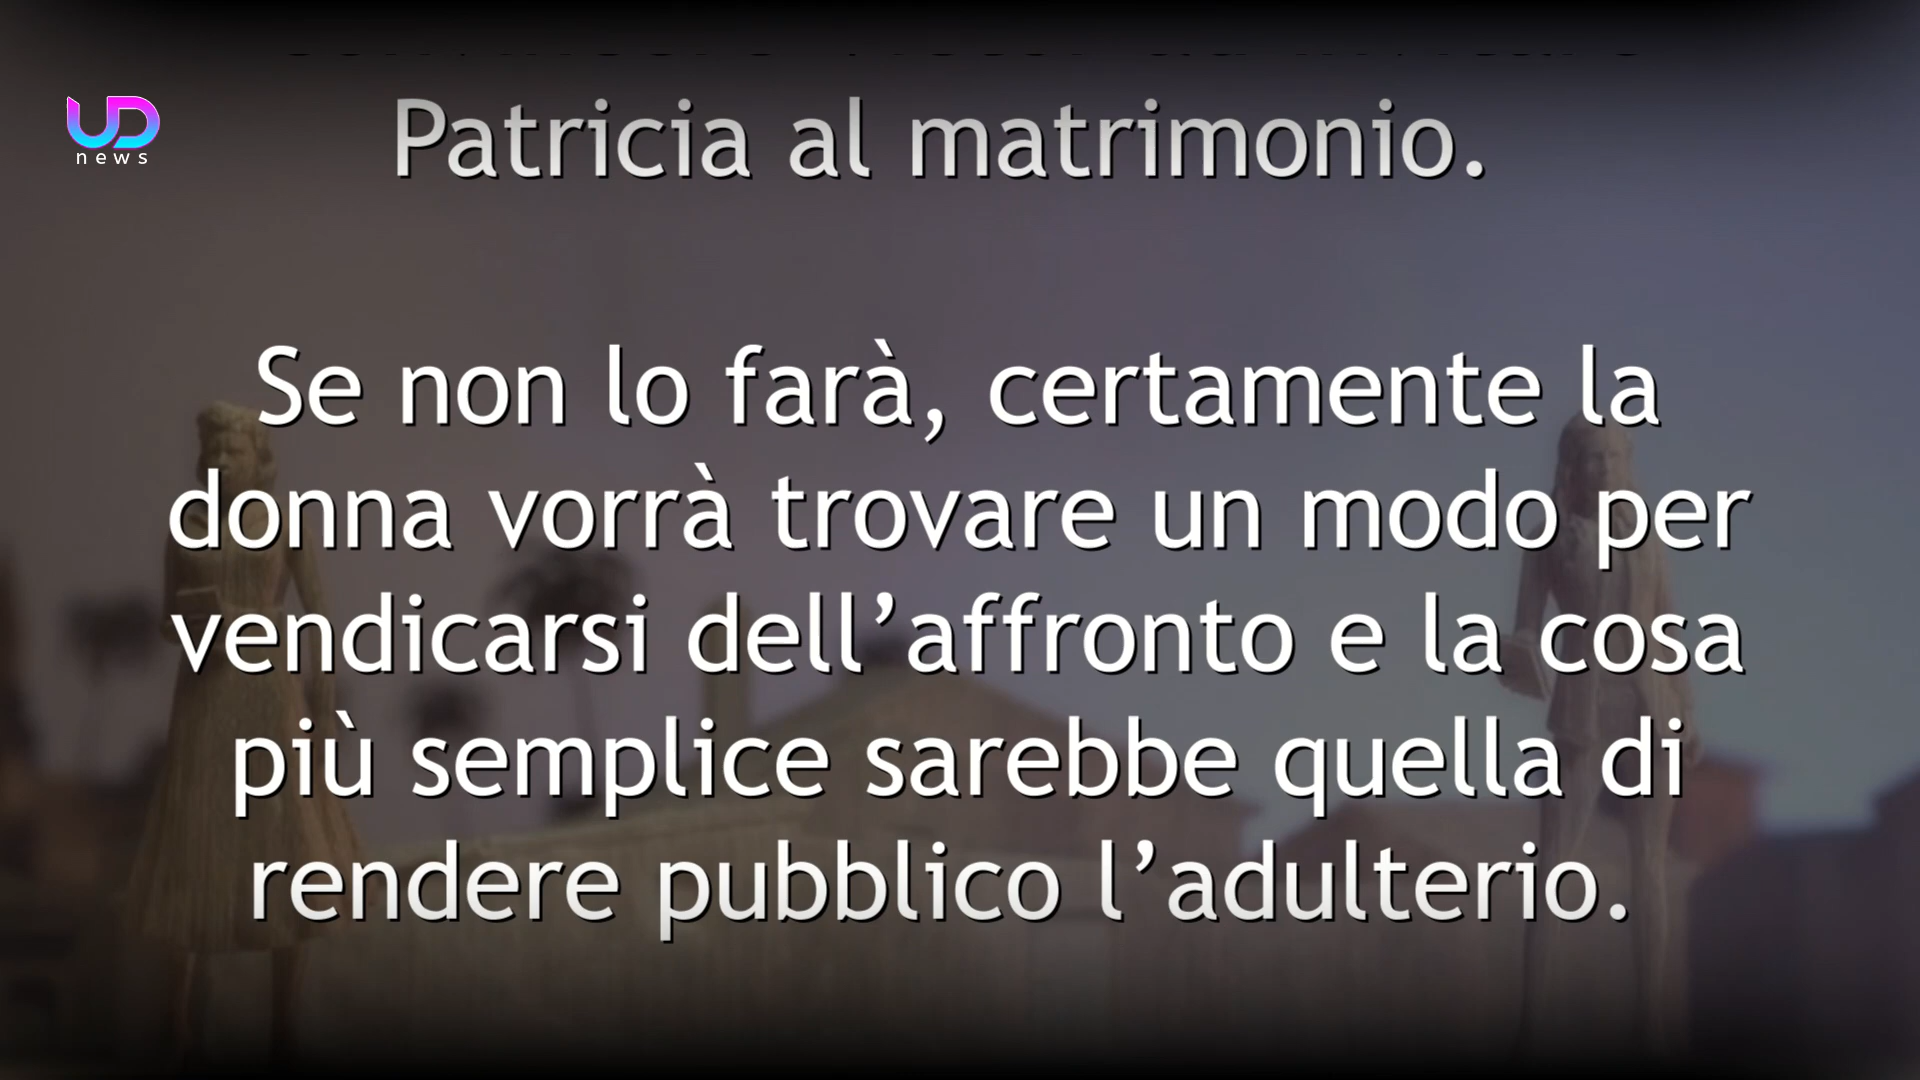 UD
news
Patricia al matrimonio.
Se non lo farà, certamente la
donna vorrà trovare un modo per
vendicarsi dell’affronto e la cosa
più semplice sarebbe quella di
rendere pubblico l’adulterio.